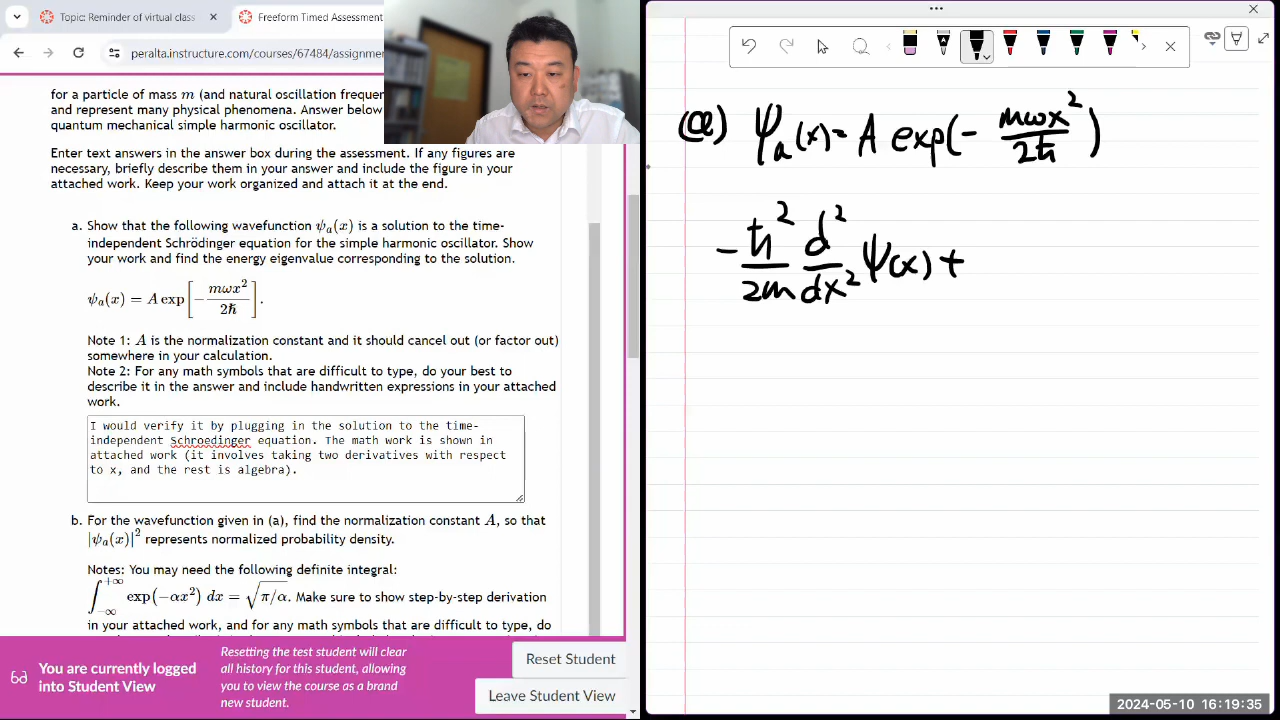 Topic: Reminder of virtual class
Freeform Timed Assessment
peralta.instructure.com/courses/67484/assignme
for a particle of mass m (and natural oscillation freque
and represent many physical phenomena. Answer below
quantum mechanical simple harmonic oscillator.
Enter text answers in the answer box during the assessment. If any figures are
necessary, briefly describe them in your answer and include the figure in your
attached work. Keep your work organized and attach it at the end.
a. Show that the following wavefunction ψₐ(x) is a solution to the time-
independent Schrödinger equation for the simple harmonic oscillator. Show
your work and find the energy eigenvalue corresponding to the solution.
ψₐ(x) = A exp[−mωx²/2ℏ].
Note 1: A is the normalization constant and it should cancel out (or factor out)
somewhere in your calculation.
Note 2: For any math symbols that are difficult to type, do your best to
describe it in the answer and include handwritten expressions in your attached
work.
I would verify it by plugging in the solution to the time-
independent Schroedinger equation. The math work is shown in
attached work (it involves taking two derivatives with respect
to x, and the rest is algebra).
b. For the wavefunction given in (a), find the normalization constant A, so that
|ψₐ(x)|² represents normalized probability density.
Notes: You may need the following definite integral:
∫₋∞⁺∞ exp(−αx²) dx = √(π/α). Make sure to show step-by-step derivation
in your attached work, and for any math symbols that are difficult to type, do
You are currently logged
into Student View
Resetting the test student will clear
all history for this student, allowing
you to view the course as a brand
new student.
Reset Student
Leave Student View
(a) ψₐ(x) = A exp(− mωx²/2ℏ)
− ℏ²/2m d²/dx² ψ(x) +
2024-05-10 16:19:35